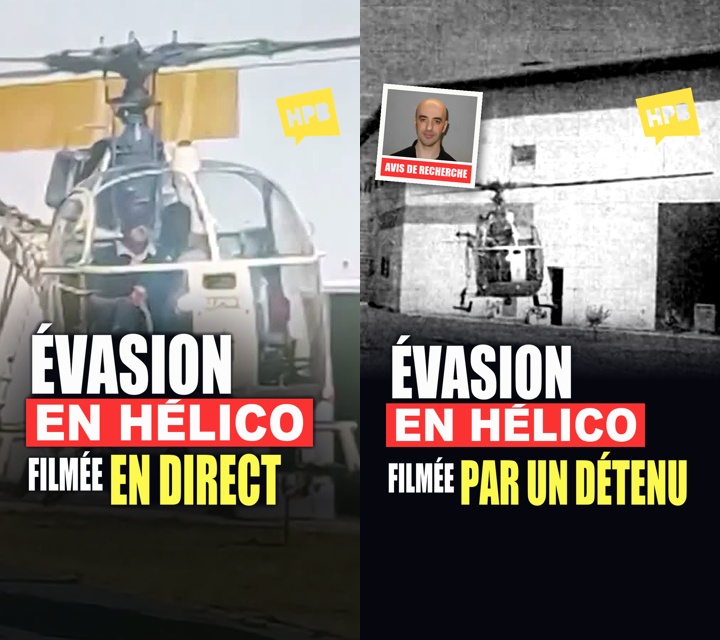 HPB
ÉVASION
EN HÉLICO
FILMÉE EN DIRECT
HPB
AVIS DE RECHERCHE
ÉVASION
EN HÉLICO
FILMÉE PAR UN DÉTENU